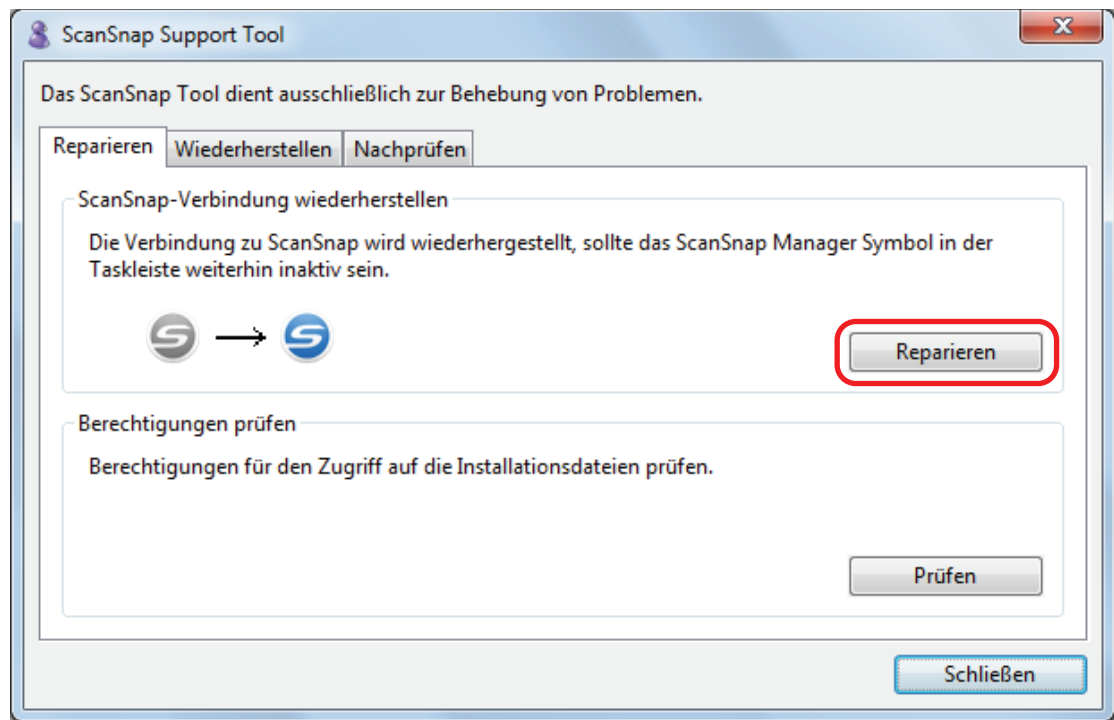 ScanSnap Support Tool
Das ScanSnap Tool dient ausschließlich zur Behebung von Problemen.
Reparieren Wiederherstellen Nachprüfen
ScanSnap-Verbindung wiederherstellen
Die Verbindung zu ScanSnap wird wiederhergestellt, sollte das ScanSnap Manager Symbol in der
Taskleiste weiterhin inaktiv sein.
Reparieren
Berechtigungen prüfen
Berechtigungen für den Zugriff auf die Installationsdateien prüfen.
Prüfen
Schließen